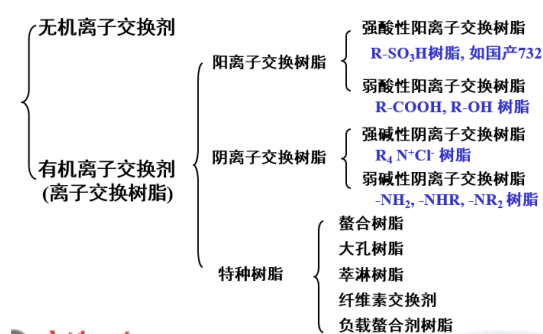 无机离子交换剂
有机离子交换剂
(离子交换树脂)
阳离子交换树脂
强酸性阳离子交换树脂
R-SO₃H树脂, 如国产732
弱酸性阳离子交换树脂
R-COOH, R-OH 树脂
阴离子交换树脂
强碱性阴离子交换树脂
R₄ N⁺Cl⁻ 树脂
弱碱性阴离子交换树脂
-NH₂, -NHR, -NR₂ 树脂
特种树脂
螯合树脂
大孔树脂
萃淋树脂
纤维素交换剂
负载螯合剂树脂